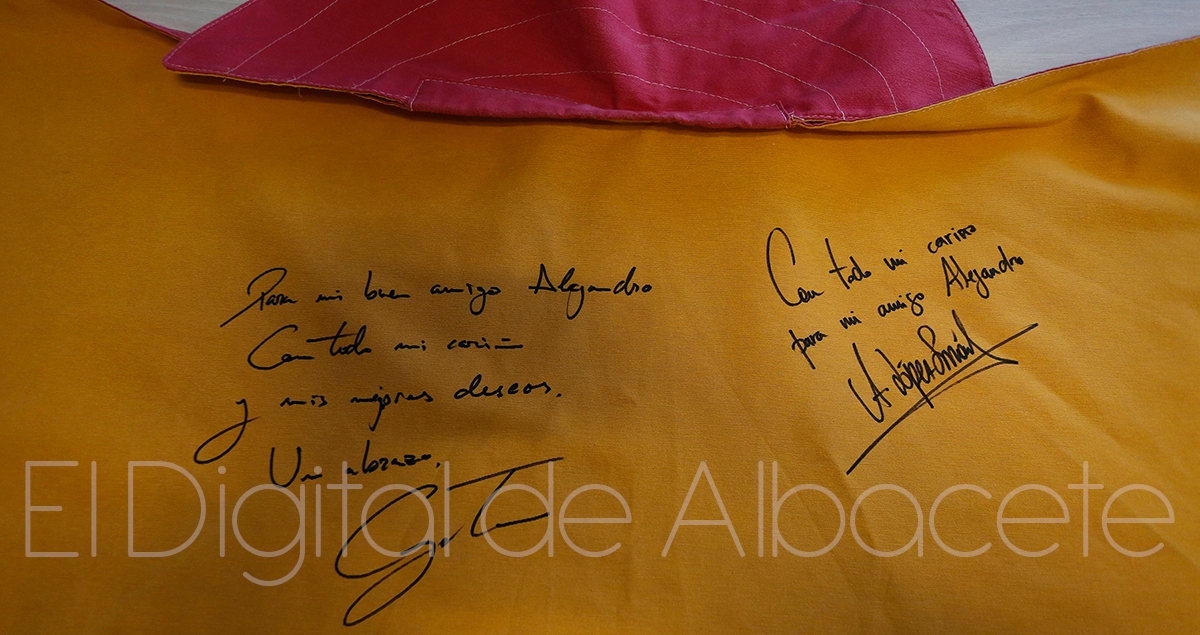 Para mi buen amigo Alejandro
Con todo mi cariño
y mis mejores deseos.
Un abrazo.
Con todo mi cariño
para mi amigo Alejandro
El Digital de Albacete